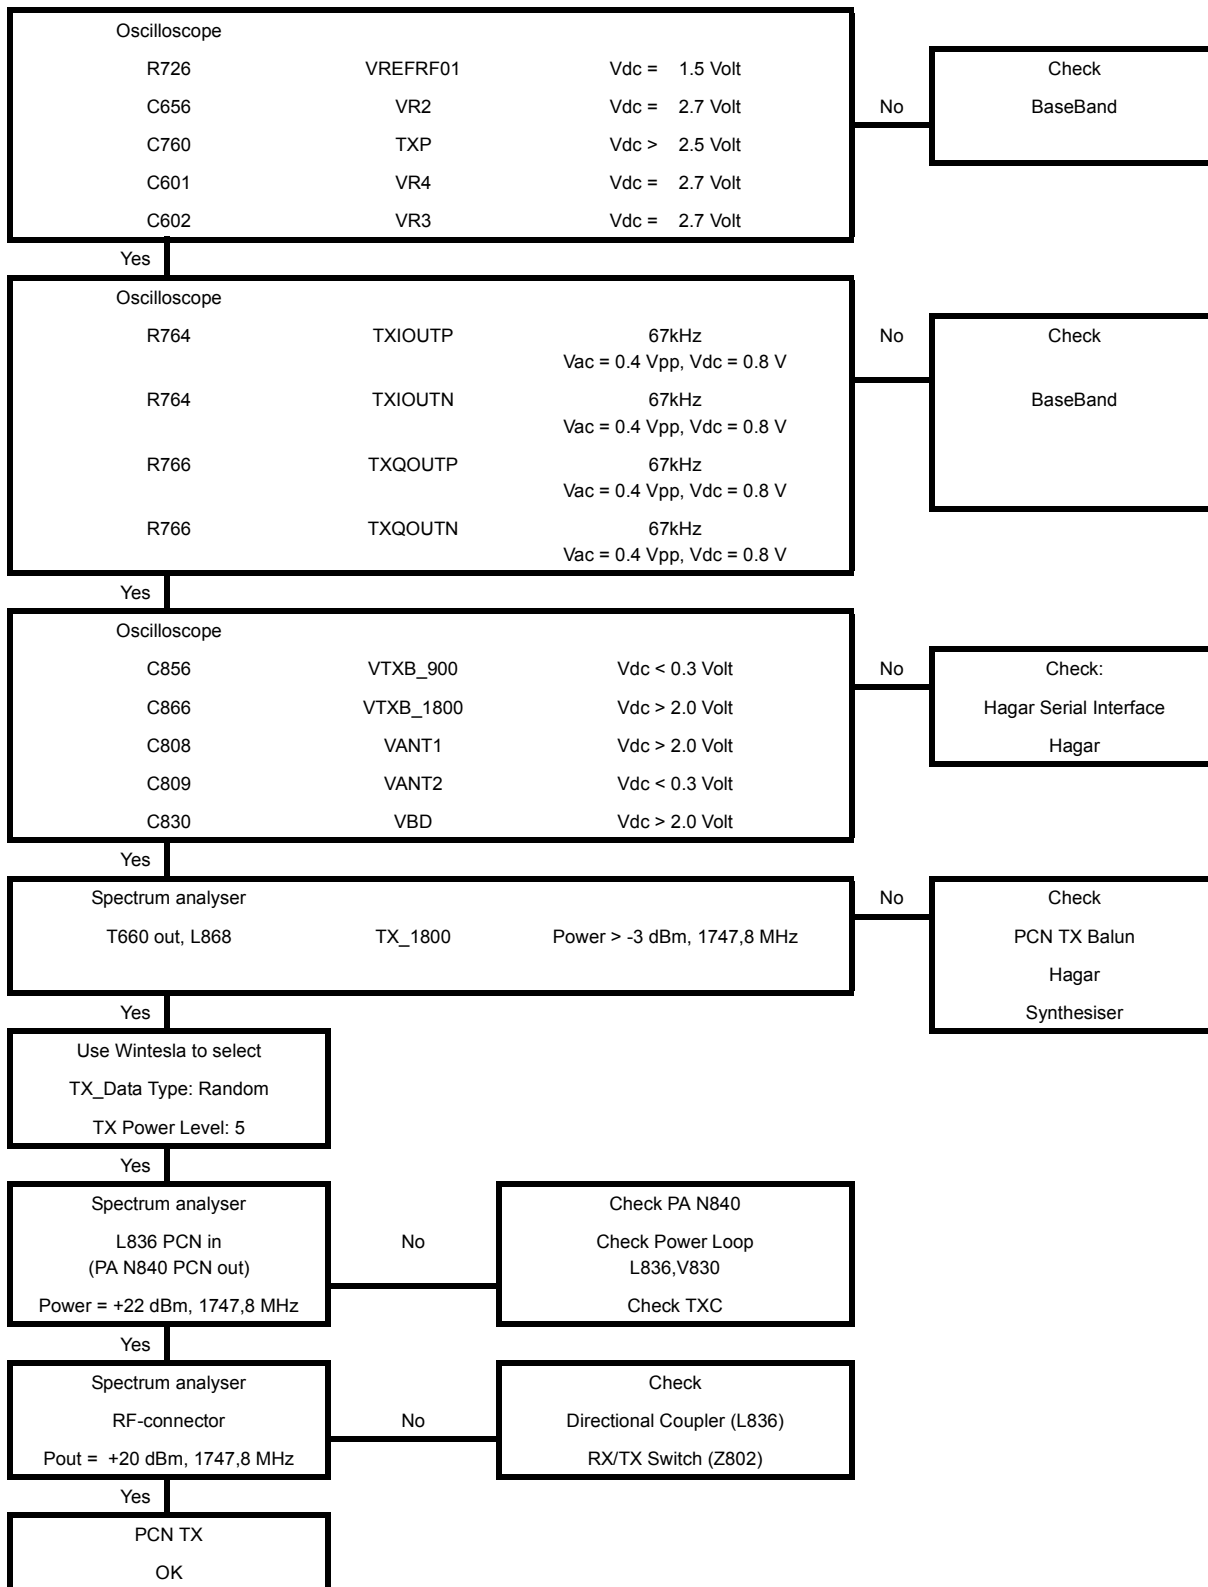 Oscilloscope
R726 VREFRF01 Vdc = 1.5 Volt
C656 VR2 Vdc = 2.7 Volt
C760 TXP Vdc > 2.5 Volt
C601 VR4 Vdc = 2.7 Volt
C602 VR3 Vdc = 2.7 Volt
No
Check
BaseBand
Yes
Oscilloscope
R764 TXIOUTP 67kHz
Vac = 0.4 Vpp, Vdc = 0.8 V
R764 TXIOUTN 67kHz
Vac = 0.4 Vpp, Vdc = 0.8 V
R766 TXQOUTP 67kHz
Vac = 0.4 Vpp, Vdc = 0.8 V
R766 TXQOUTN 67kHz
Vac = 0.4 Vpp, Vdc = 0.8 V
No
Check
BaseBand
Yes
Oscilloscope
C856 VTXB_900 Vdc < 0.3 Volt
C866 VTXB_1800 Vdc > 2.0 Volt
C808 VANT1 Vdc > 2.0 Volt
C809 VANT2 Vdc < 0.3 Volt
C830 VBD Vdc > 2.0 Volt
No
Check:
Hagar Serial Interface
Hagar
Yes
Spectrum analyser
T660 out, L868 TX_1800 Power > -3 dBm, 1747,8 MHz
No
Check
PCN TX Balun
Hagar
Synthesiser
Yes
Use Wintesla to select
TX_Data Type: Random
TX Power Level: 5
Yes
Spectrum analyser
L836 PCN in
(PA N840 PCN out)
Power = +22 dBm, 1747,8 MHz
No
Check PA N840
Check Power Loop
L836,V830
Check TXC
Yes
Spectrum analyser
RF-connector
Pout = +20 dBm, 1747,8 MHz
No
Check
Directional Coupler (L836)
RX/TX Switch (Z802)
Yes
PCN TX
OK